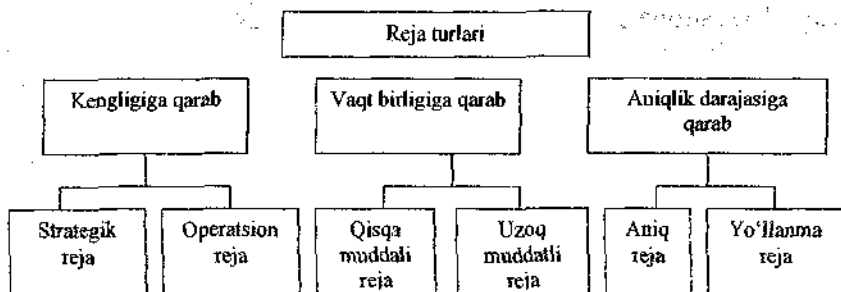 Reja turlari
Kengligiga qarab
Vaqt birligiga qarab
Aniqlik darajasiga
qarab
Strategik
reja
Operatsion
reja
Qisqa
muddali
reja
Uzoq
muddatli
reja
Aniq
reja
Yo‘llanma
reja